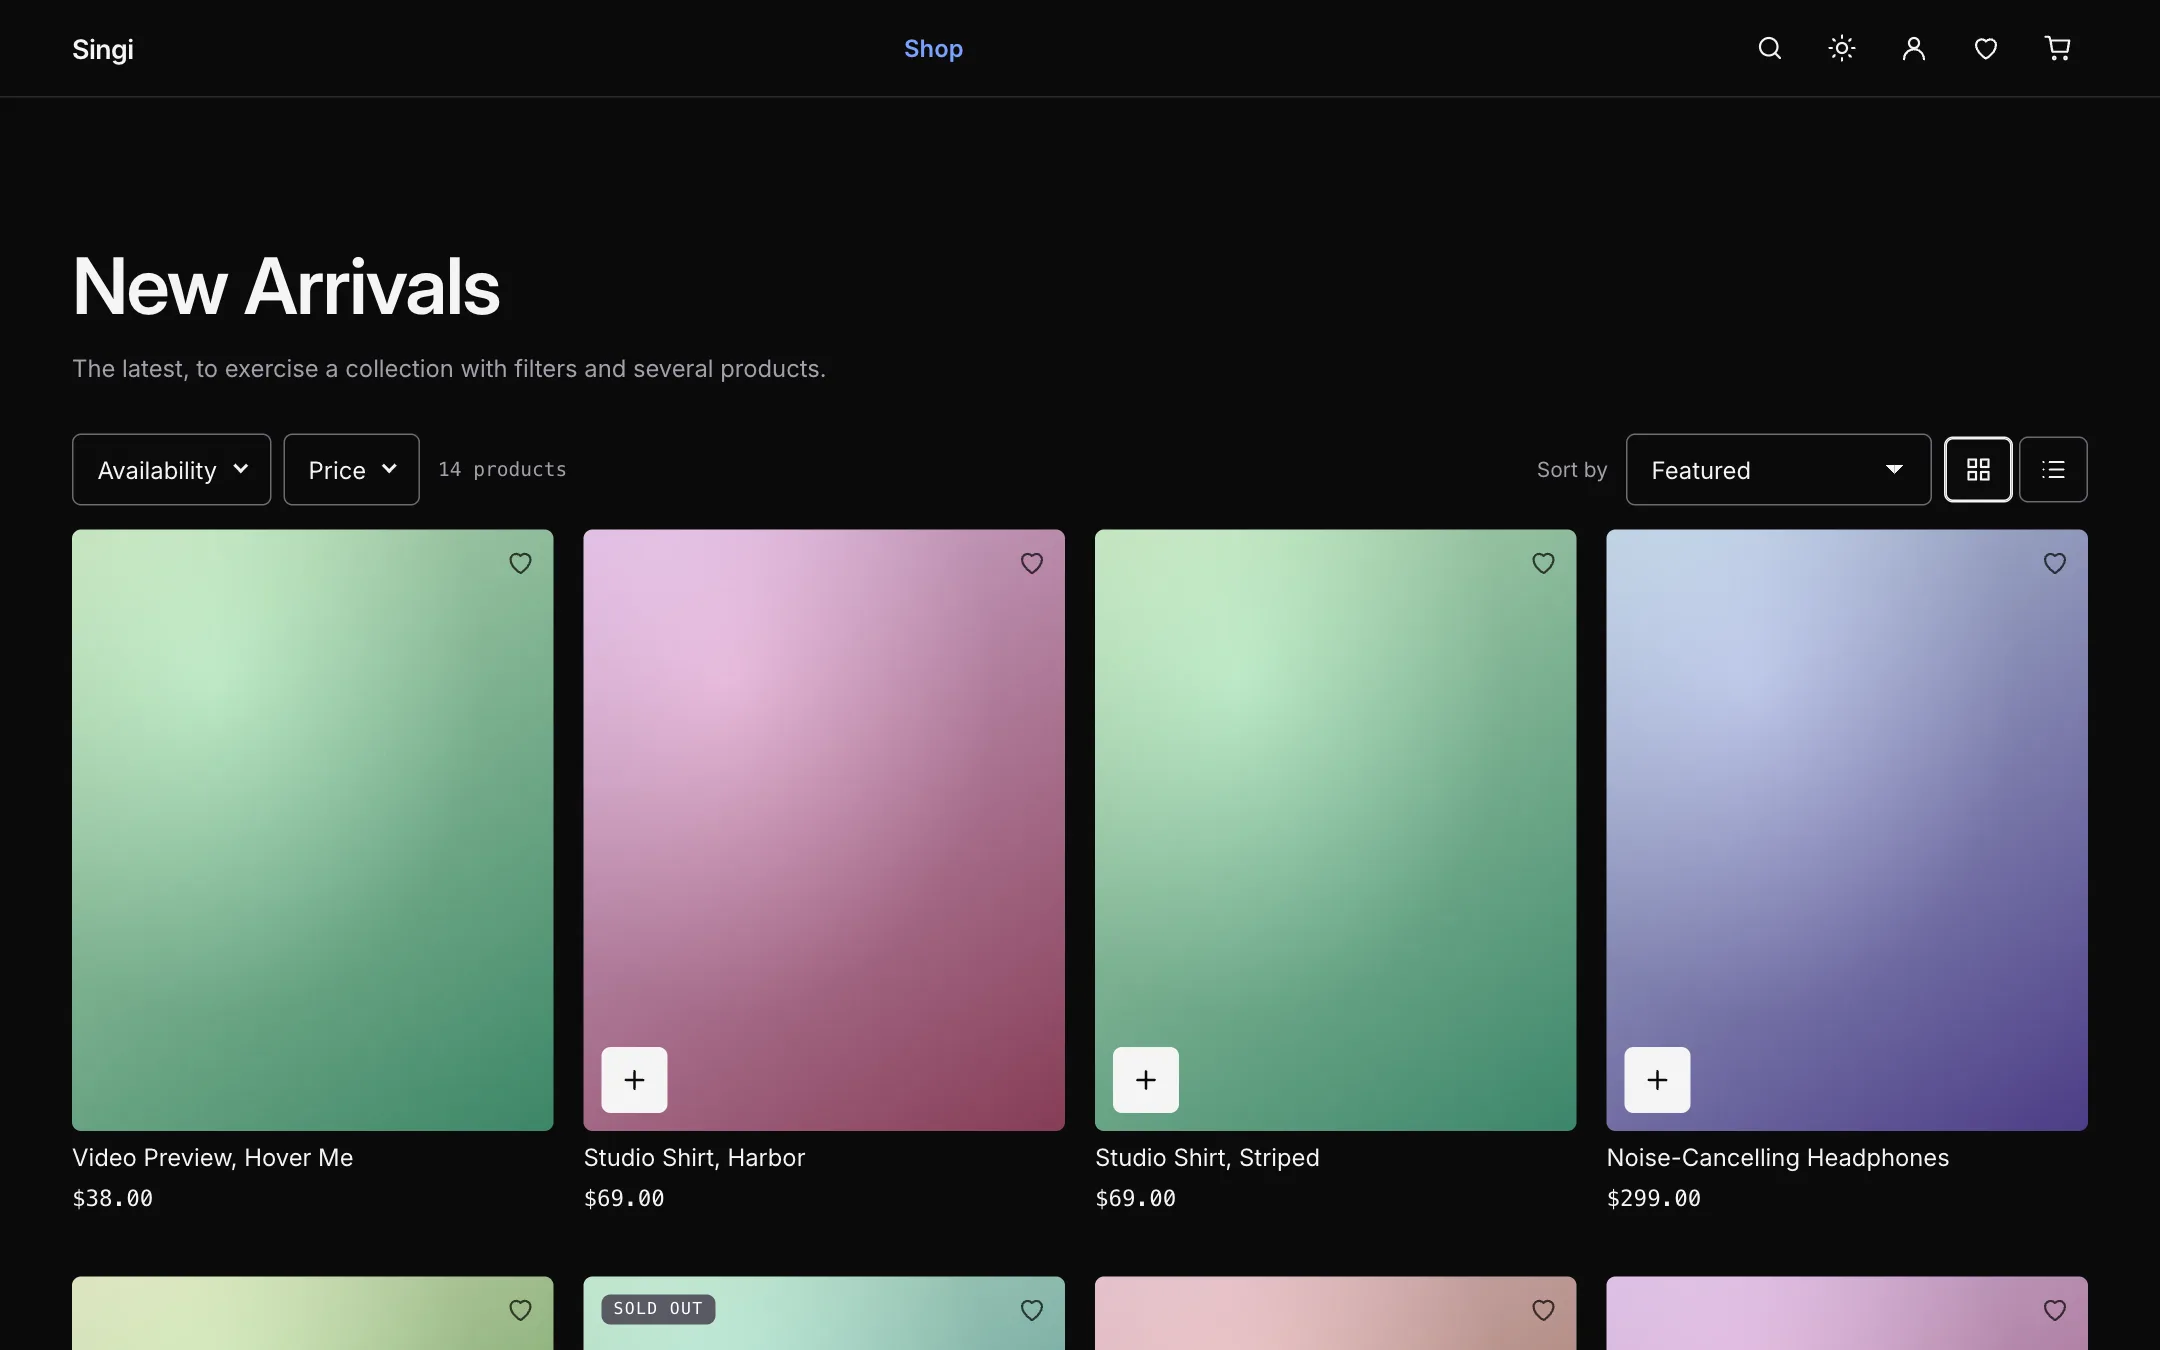 Singi
Shop
New Arrivals
The latest, to exercise a collection with filters and several products.
Availability
Price
14 products
Sort by
Featured
Video Preview, Hover Me
$38.00
Studio Shirt, Harbor
$69.00
Studio Shirt, Striped
$69.00
Noise-Cancelling Headphones
$299.00
SOLD OUT